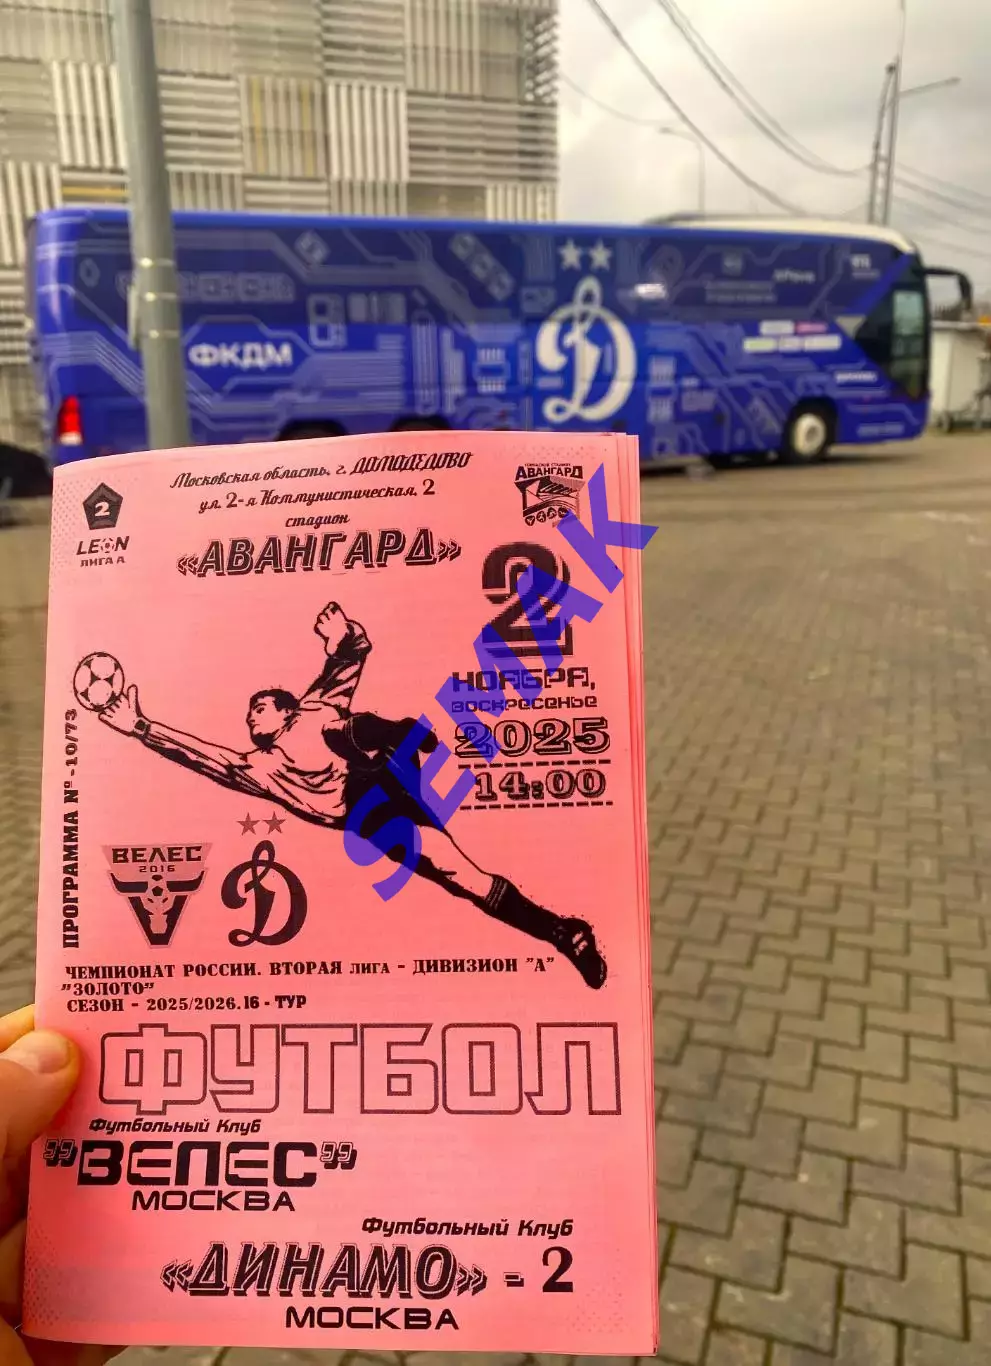 ФКДМ
Московская область, г. ДОМОДЕДОВО
ул. 2-я Коммунистическая, 2
стадион
«АВАНГАРД»
АВАНГАРД
2
LEON
ЛИГА А
2
НОЯБРЯ,
ВОСКРЕСЕНЬЕ
2025
14:00
ПРОГРАММА № -10/73
ВЕЛЕС
2016
Д
ЧЕМПИОНАТ РОССИИ. ВТОРАЯ ЛИГА - ДИВИЗИОН "А"
"ЗОЛОТО"
СЕЗОН - 2025/2026. 16 - ТУР
ФУТБОЛ
Футбольный Клуб
"ВЕЛЕС"
МОСКВА
Футбольный Клуб
«ДИНАМО» - 2
МОСКВА
SEMAK